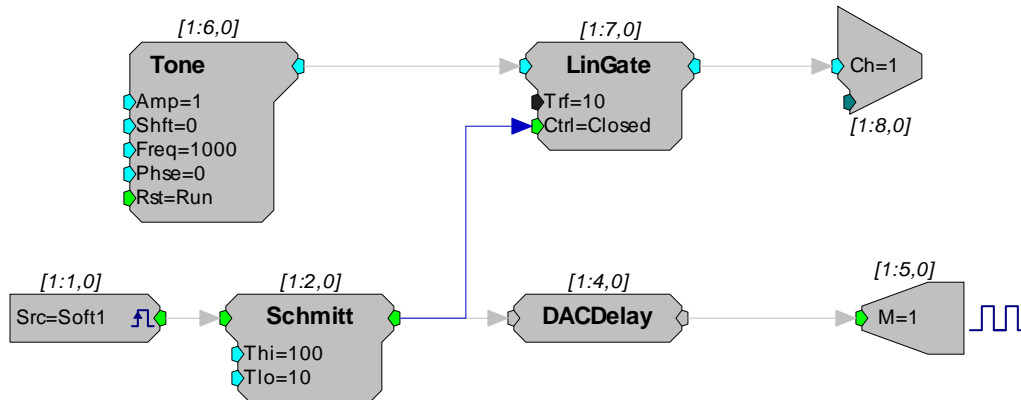 [1:6,0]
Tone
Amp=1
Shft=0
Freq=1000
Phse=0
Rst=Run
[1:7,0]
LinGate
Trf=10
Ctrl=Closed
Ch=1
[1:8,0]
[1:1,0]
Src=Soft1
[1:2,0]
Schmitt
Thi=100
Tlo=10
[1:4,0]
DACDelay
[1:5,0]
M=1